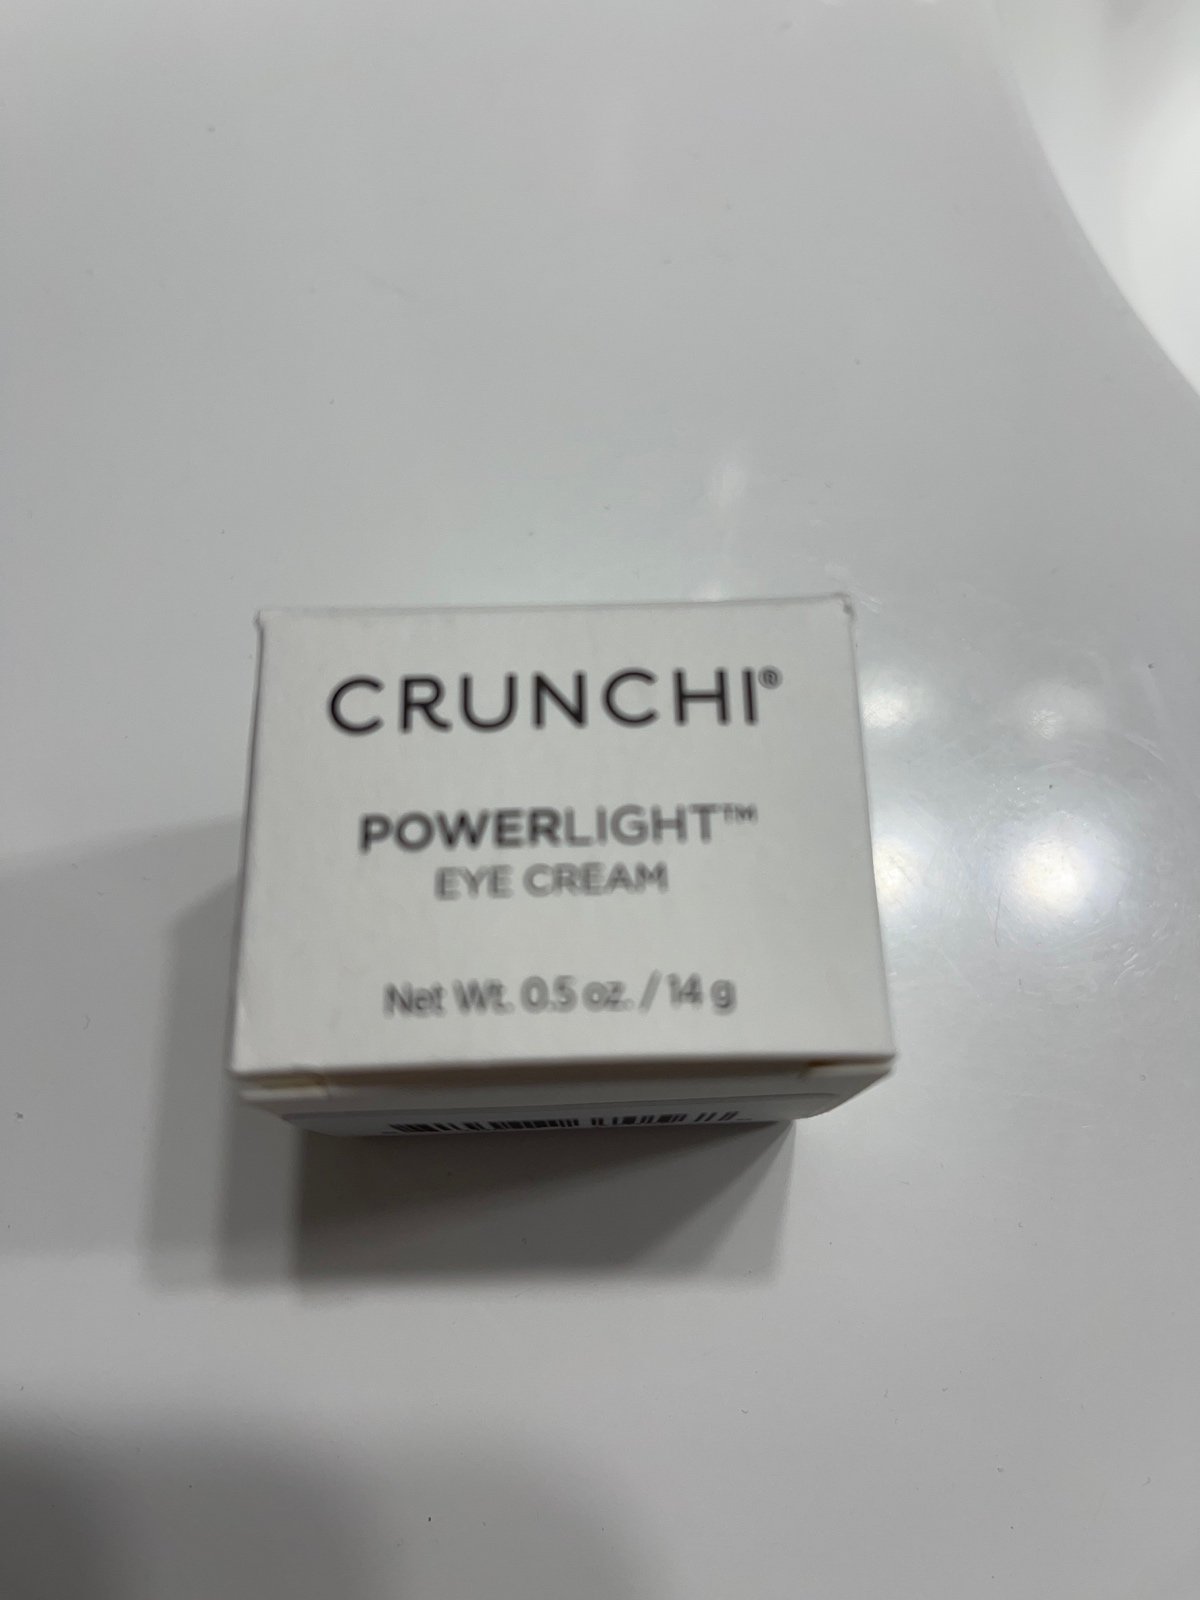 CRUNCHI®
POWERLIGHT™
EYE CREAM
Net Wt. 0.5 oz. / 14 g